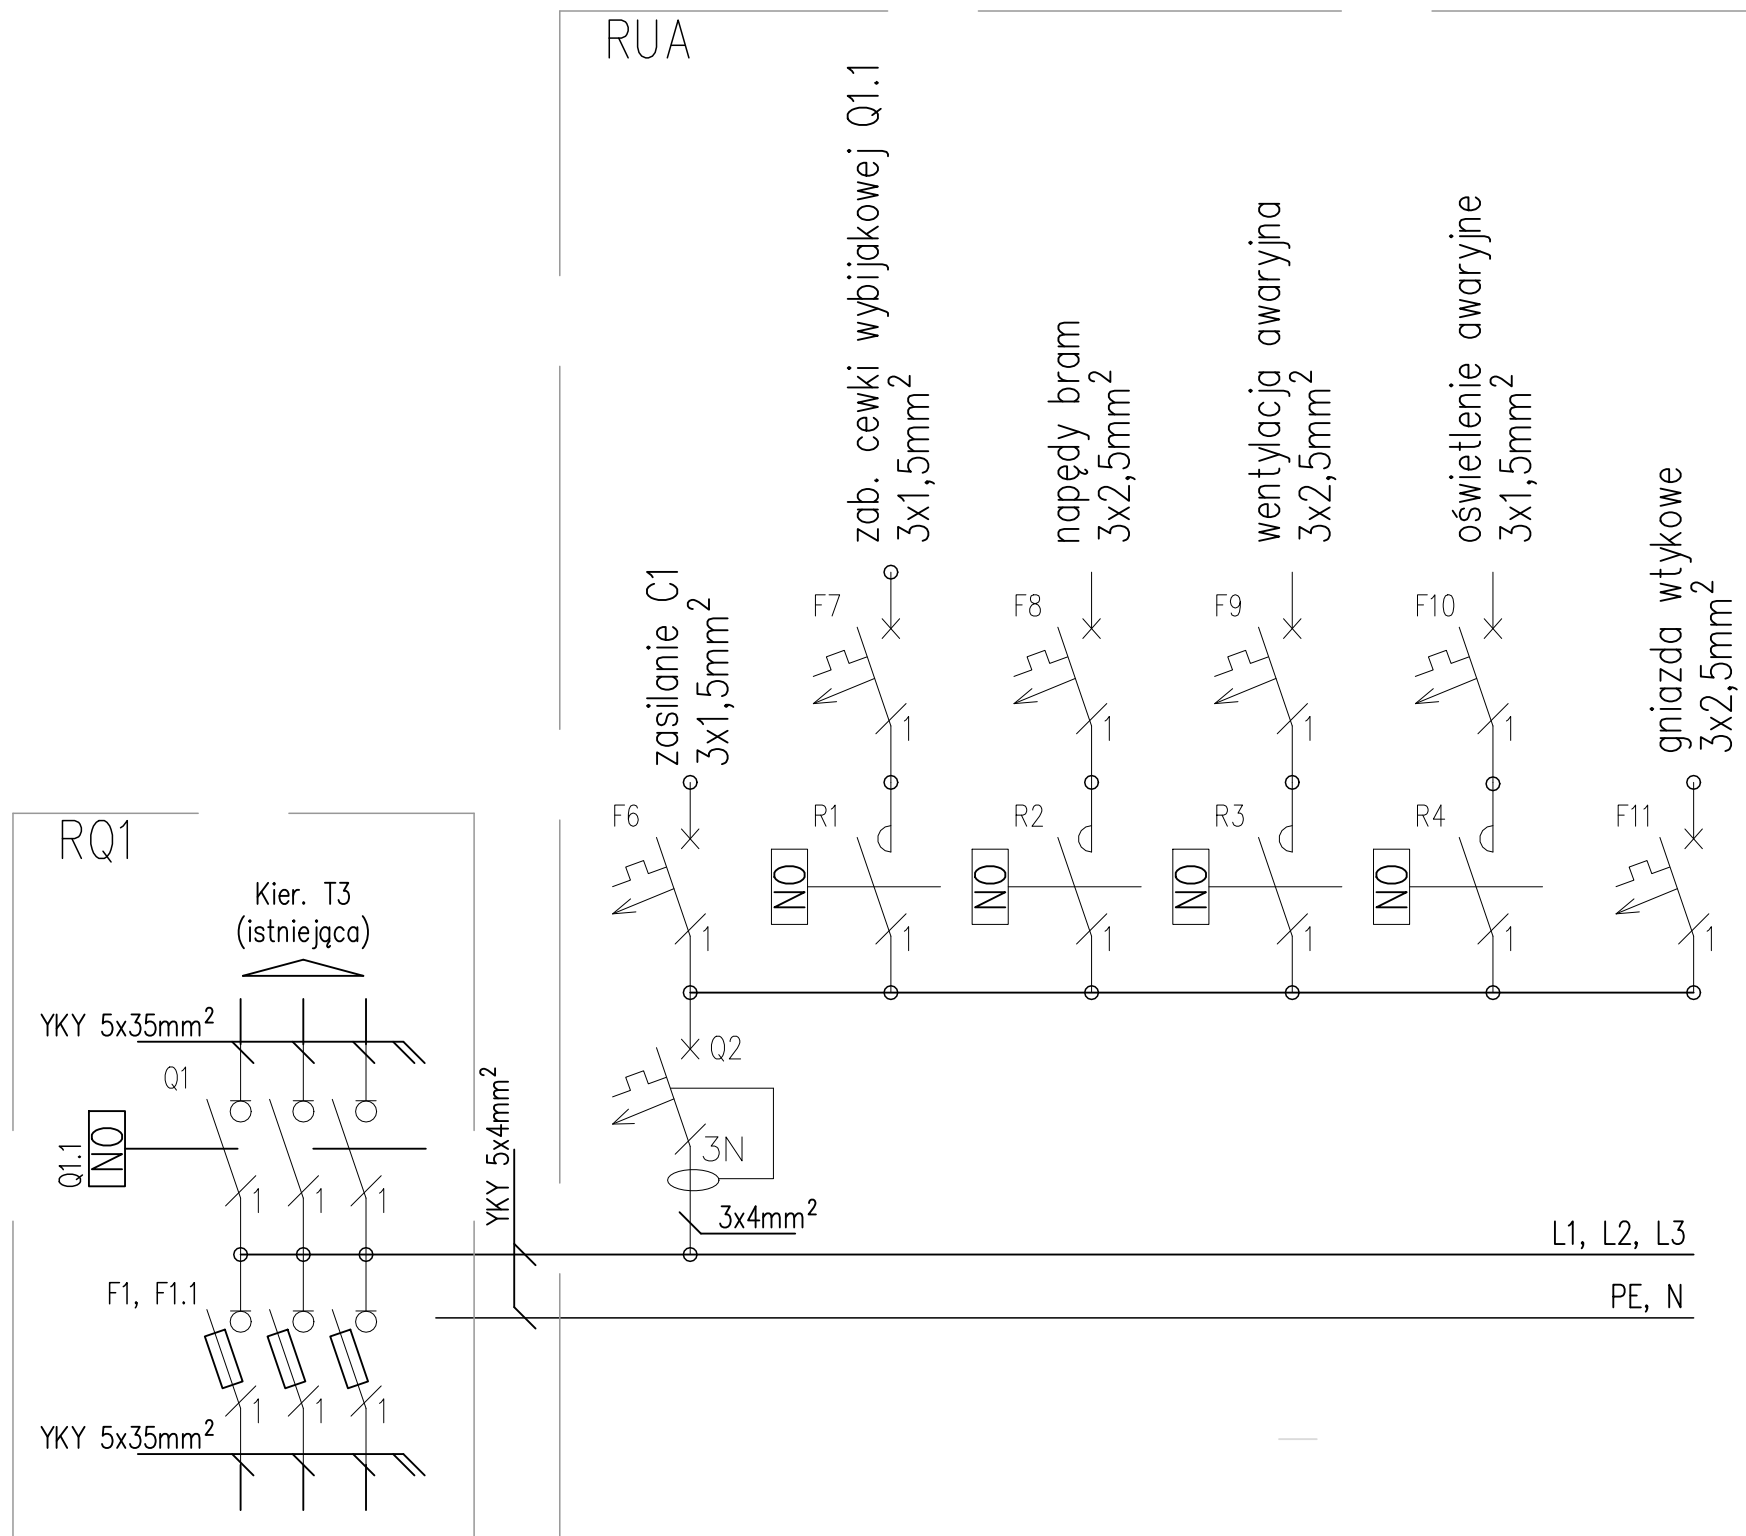 RUA
zab. cewki wybijakowej Q1.1
3x1,5mm²
napędy bram
3x2,5mm²
wentylacja awaryjna
3x2,5mm²
oświetlenie awaryjne
3x1,5mm²
gniazda wtykowe
3x2,5mm²
zasilanie C1
3x1,5mm²
F7
F8
F9
F10
1
1
1
1
F6
R1
R2
R3
R4
F11
NO
NO
NO
NO
1
1
1
1
1
1
Q2
3N
3x4mm²
YKY 5x4mm²
L1, L2, L3
PE, N
RQ1
Kier. T3
(istniejąca)
YKY 5x35mm²
Q1
Q1.1
NO
1
1
1
F1, F1.1
1
1
1
YKY 5x35mm²